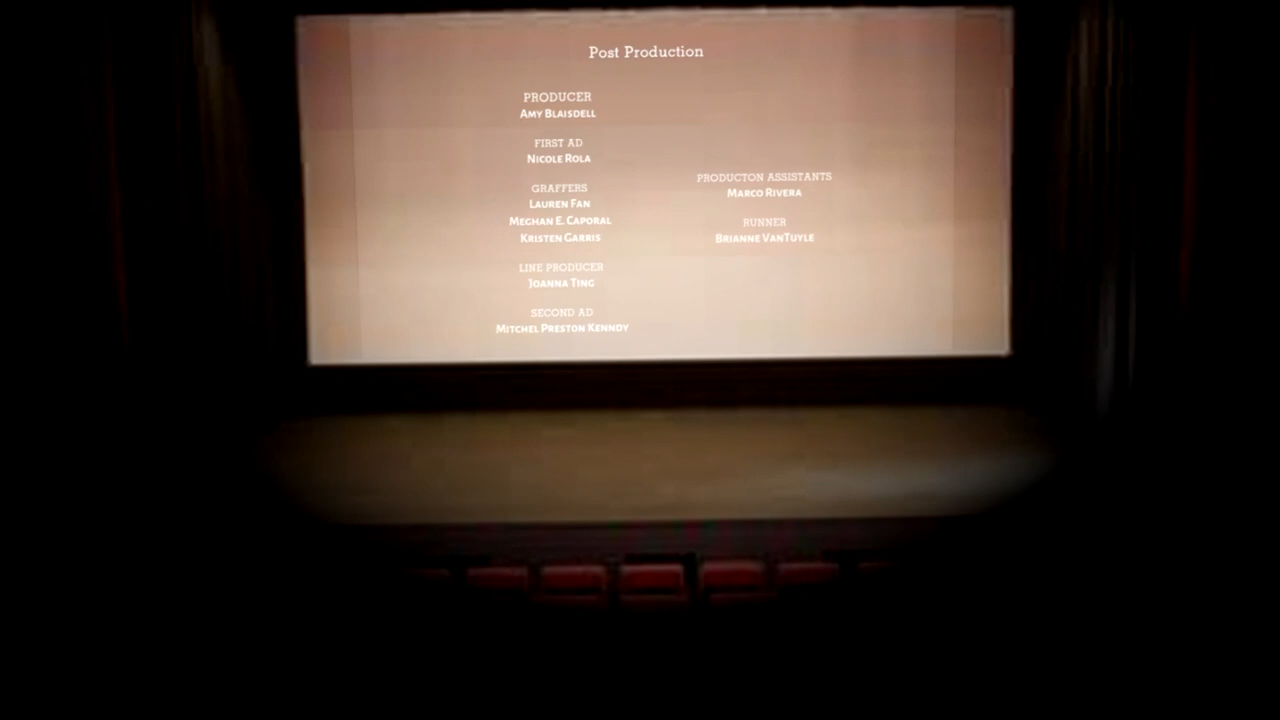 Post Production
PRODUCER
Amy Blaisdell
FIRST AD
Nicole Rola
GRAFFERS
Lauren Fan
Meghan E. Caporal
Kristen Garris
LINE PRODUCER
Joanna Ting
SECOND AD
Mitchel Preston Kenndy
PRODUCTON ASSISTANTS
Marco Rivera
RUNNER
Brianne VanTuyle